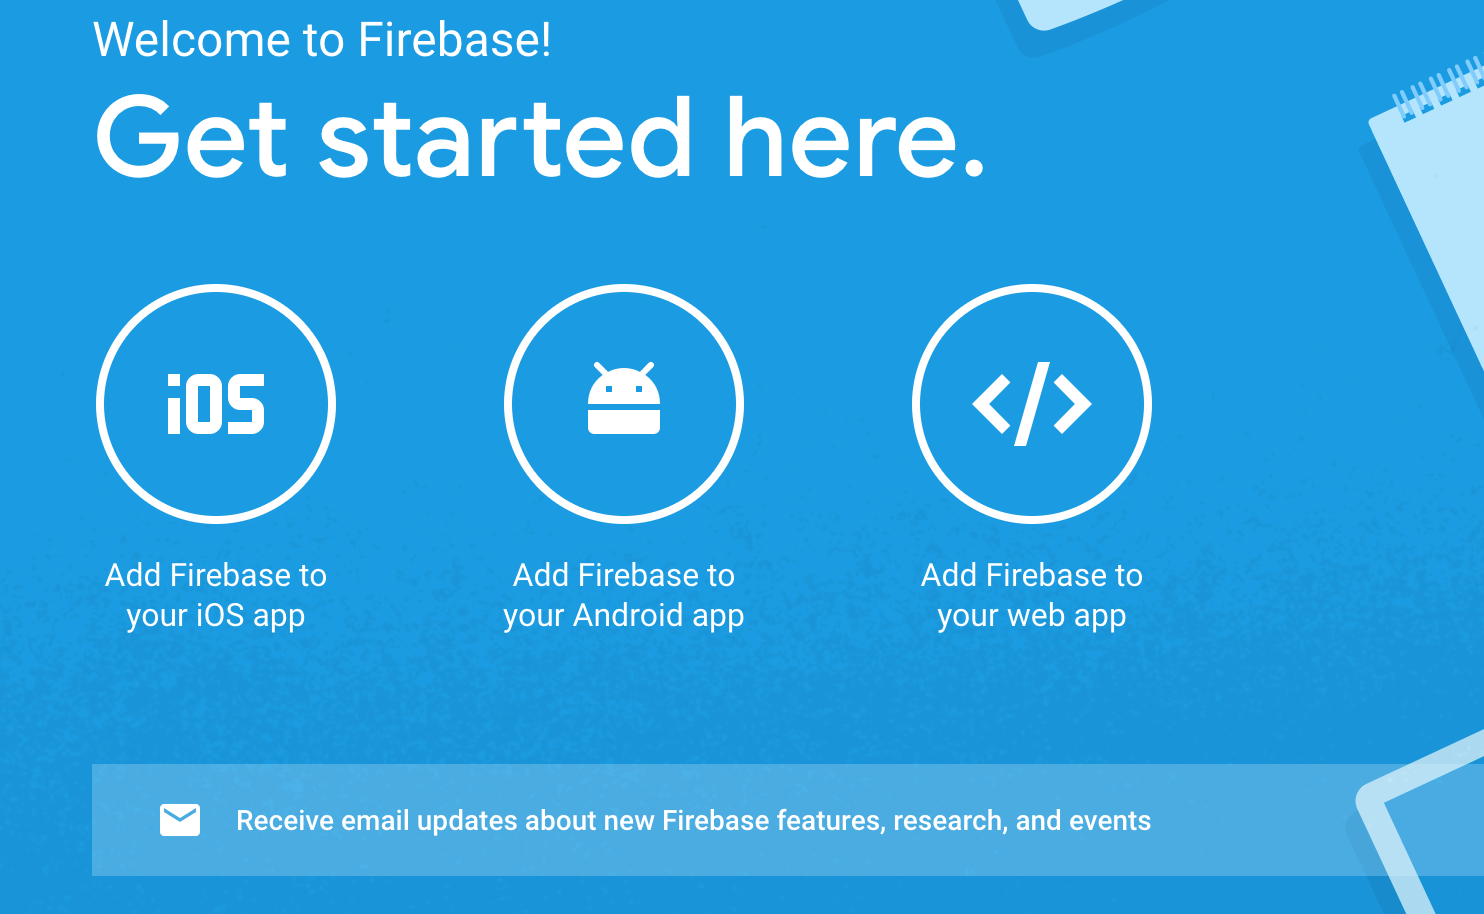 Welcome to Firebase!
Get started here.
iOS
Add Firebase to
your iOS app
Add Firebase to
your Android app
</>
Add Firebase to
your web app
Receive email updates about new Firebase features, research, and events